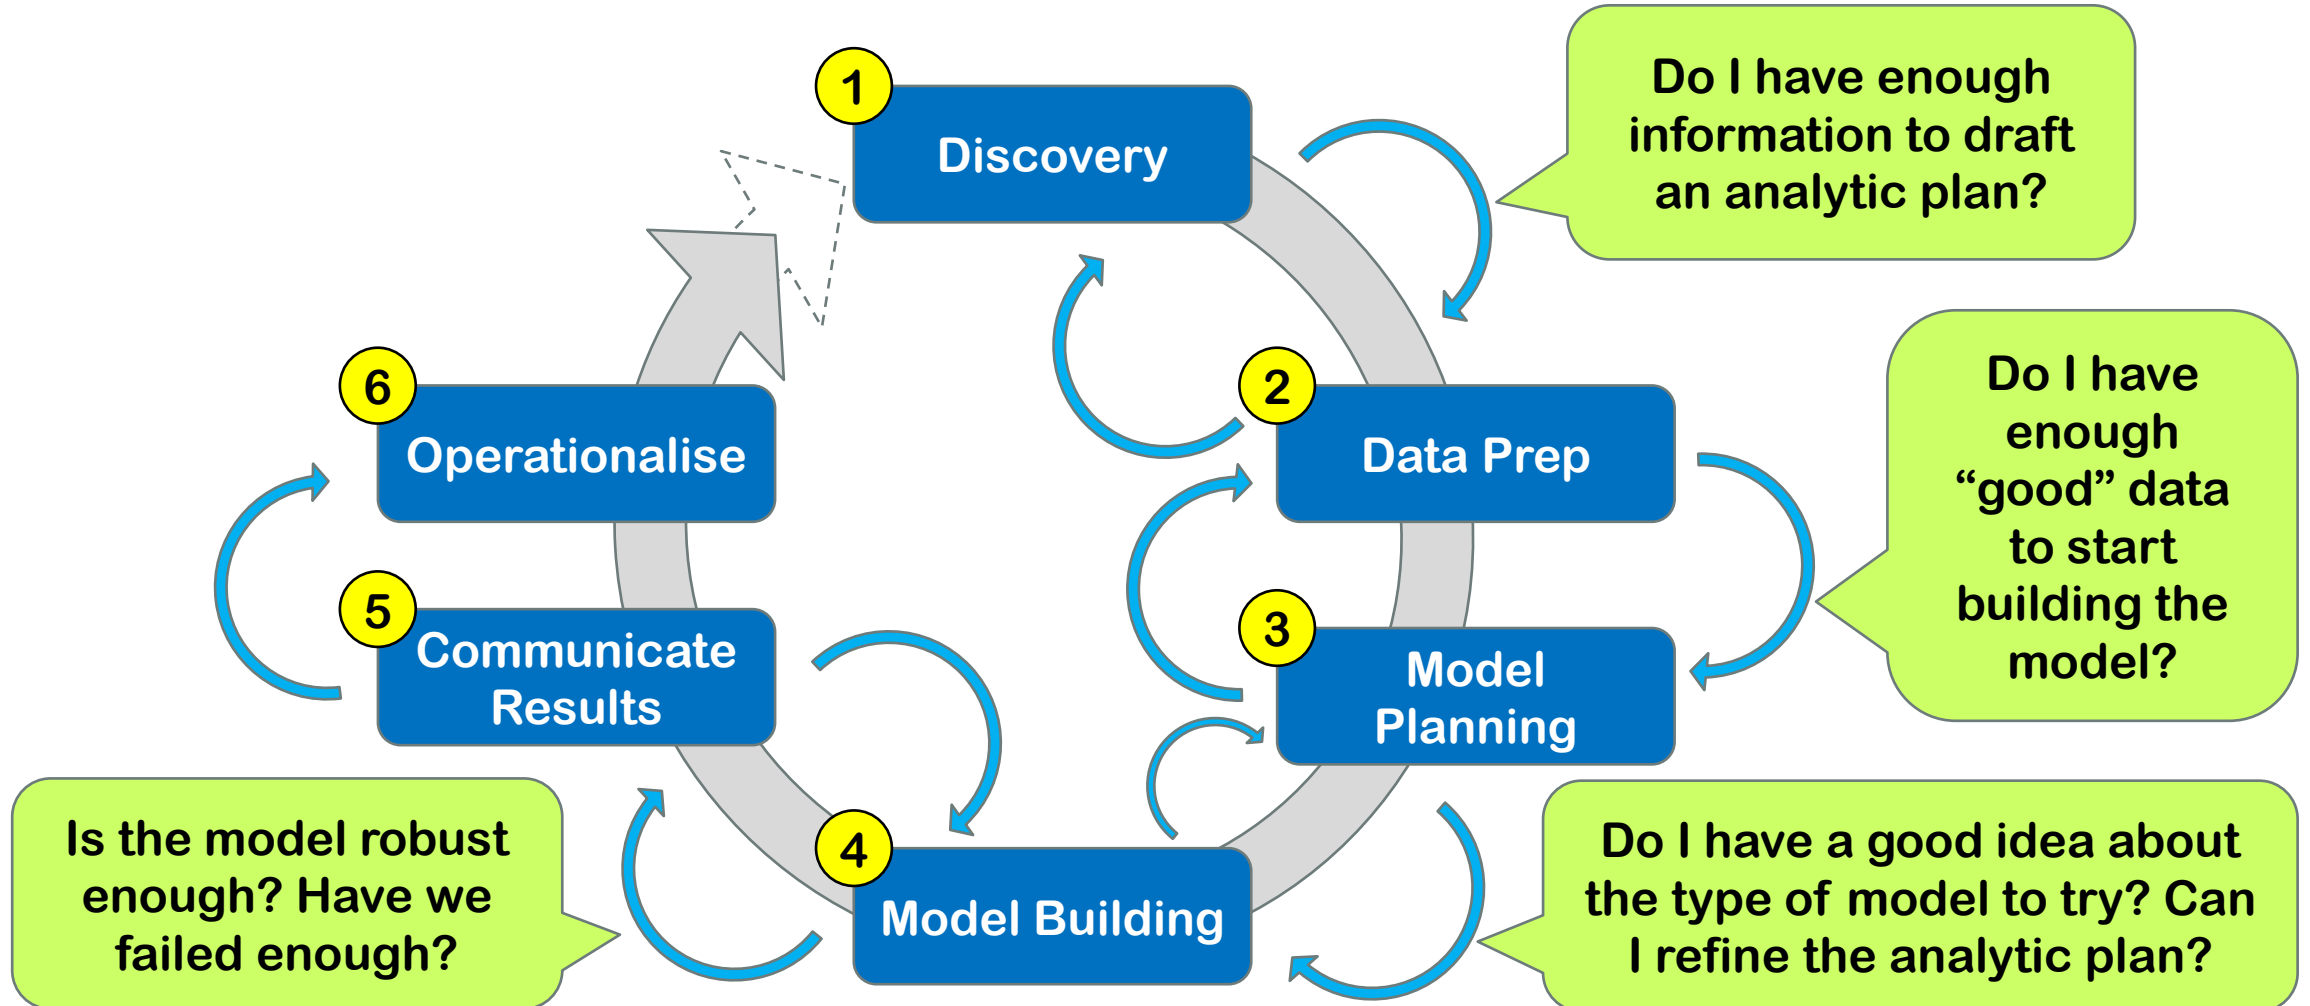 1
Discovery
Do I have enough
information to draft
an analytic plan?
2
Data Prep
Do I have
enough
“good” data
to start
building the
model?
3
Model
Planning
Do I have a good idea about
the type of model to try? Can
I refine the analytic plan?
4
Model Building
Is the model robust
enough? Have we
failed enough?
5
Communicate
Results
6
Operationalise